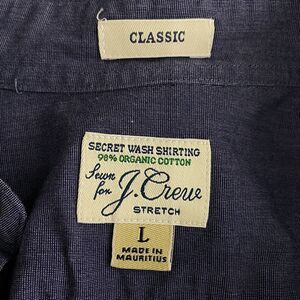 CLASSIC
SECRET WASH SHIRTING
98% ORGANIC COTTON
Sewn
for J.Crew
STRETCH
L
MADE IN
MAURITIUS